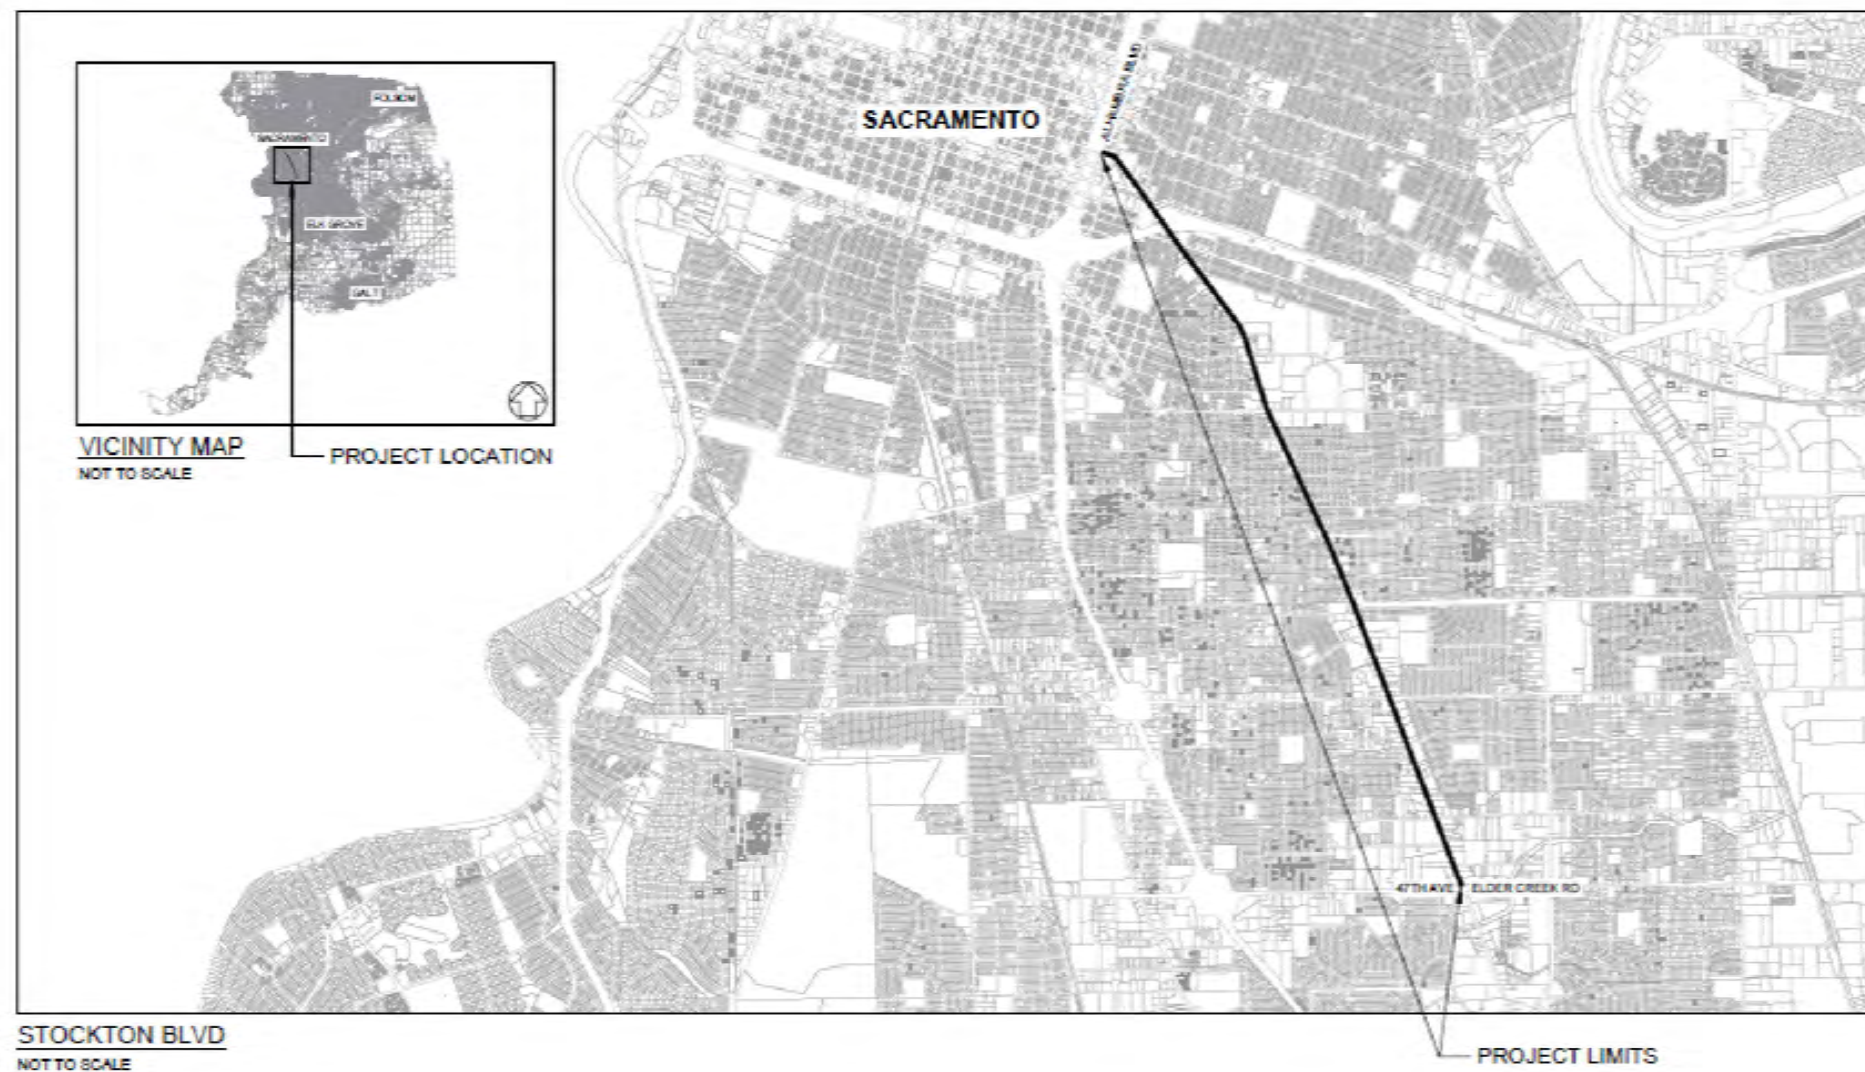 FOLSOM
SACRAMENTO
ELK GROVE
GALT
VICINITY MAP
NOT TO SCALE
PROJECT LOCATION
SACRAMENTO
ALHAMBRA BLVD
47TH AVE
ELDER CREEK RD
STOCKTON BLVD
NOT TO SCALE
PROJECT LIMITS